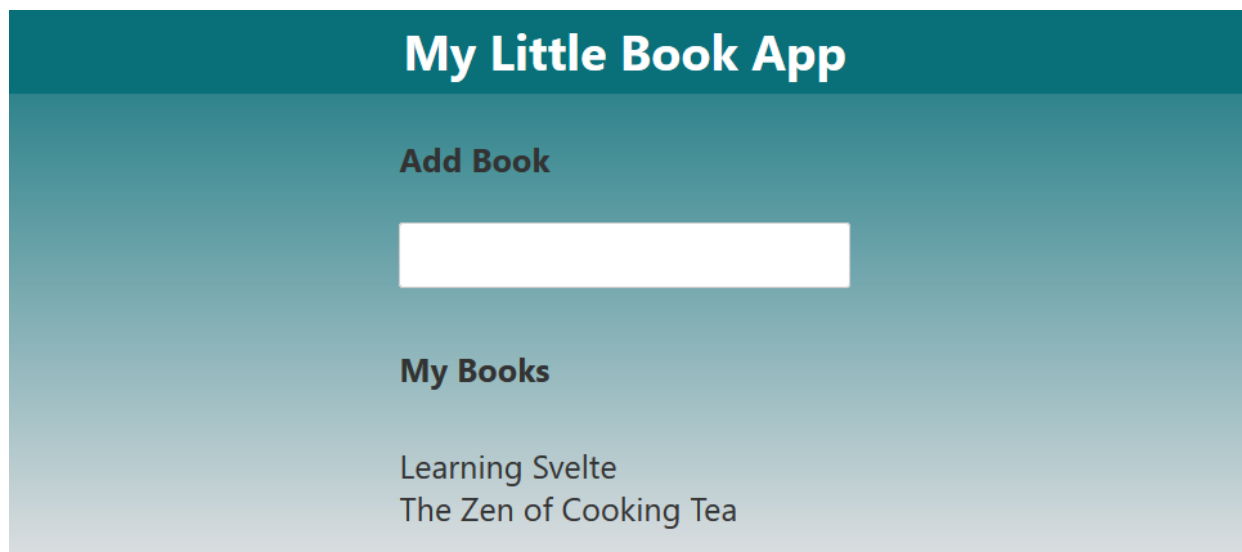 My Little Book App
Add Book
My Books
Learning Svelte
The Zen of Cooking Tea